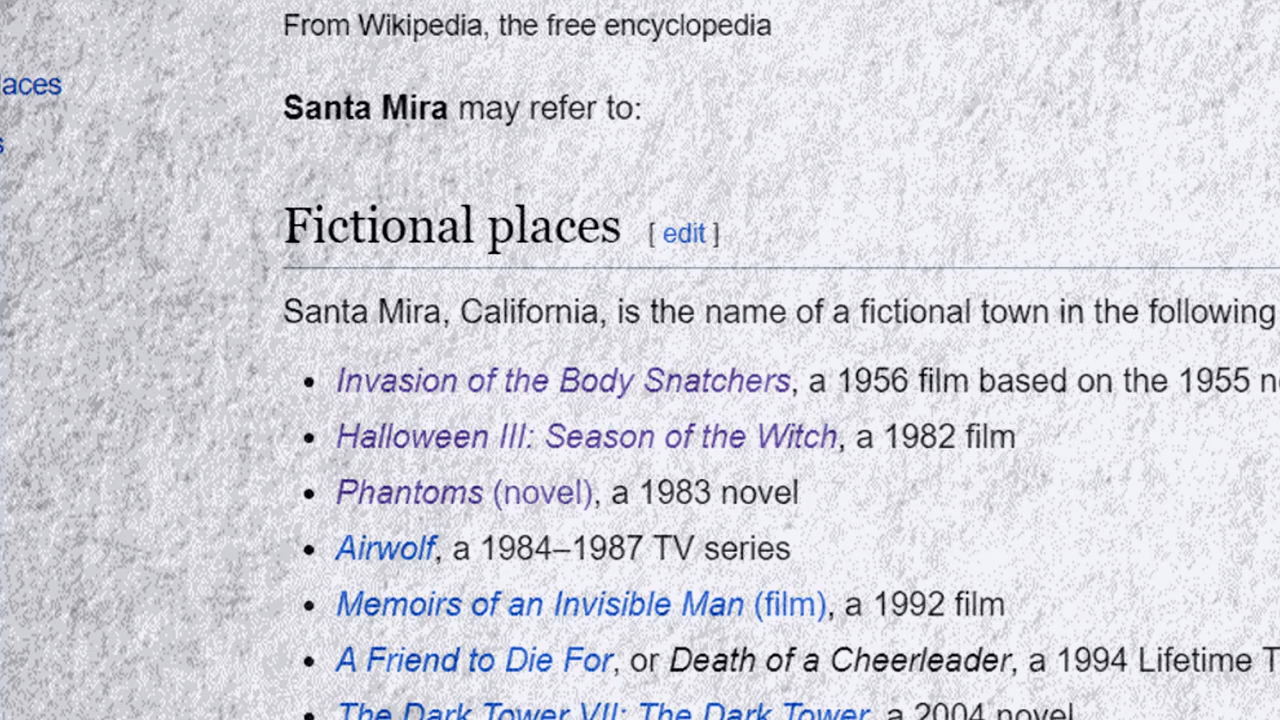 From Wikipedia, the free encyclopedia
aces
Santa Mira may refer to:
s
Fictional places [ edit ]
Santa Mira, California, is the name of a fictional town in the following
• Invasion of the Body Snatchers, a 1956 film based on the 1955 n
• Halloween III: Season of the Witch, a 1982 film
• Phantoms (novel), a 1983 novel
• Airwolf, a 1984–1987 TV series
• Memoirs of an Invisible Man (film), a 1992 film
• A Friend to Die For, or Death of a Cheerleader, a 1994 Lifetime T
• The Dark Tower VII: The Dark Tower, a 2004 novel